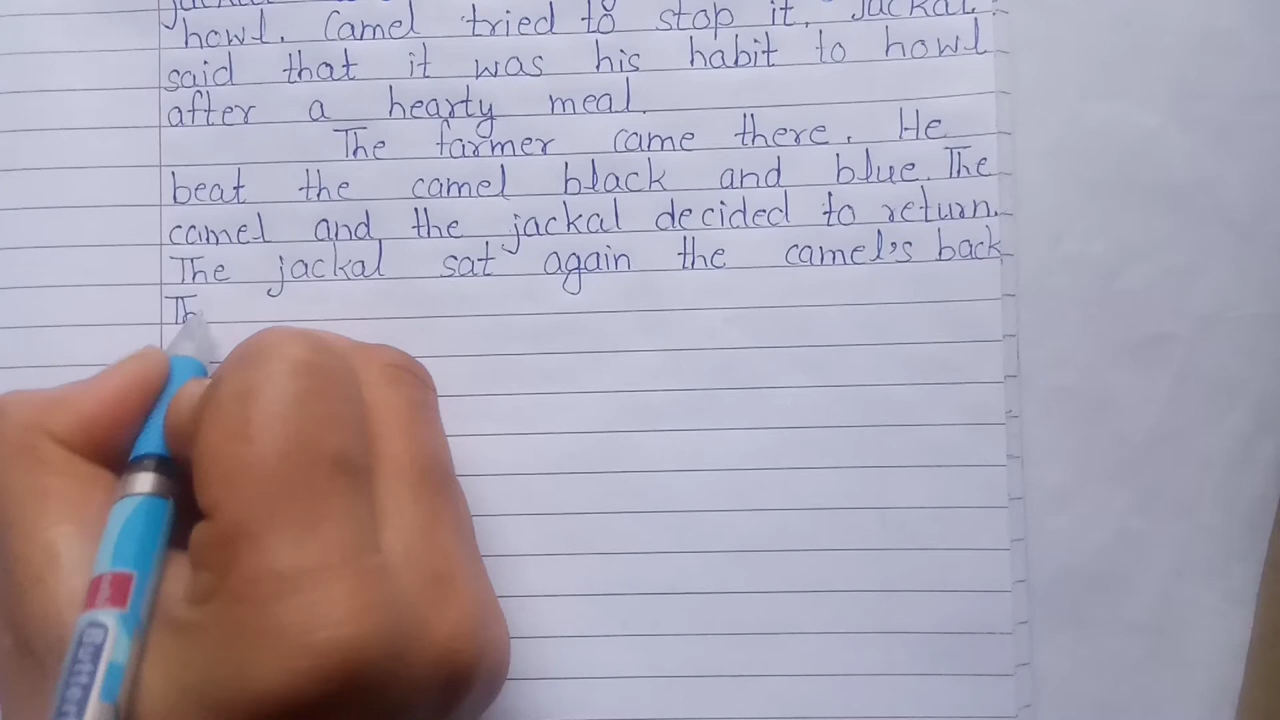 howl. Camel tried to stop it. Jackal
said that it was his habit to howl
after a hearty meal.
The farmer came there. He
beat the camel black and blue. The
camel and the jackal decided to return.
The jackal sat again the camel's back
Th
Butter